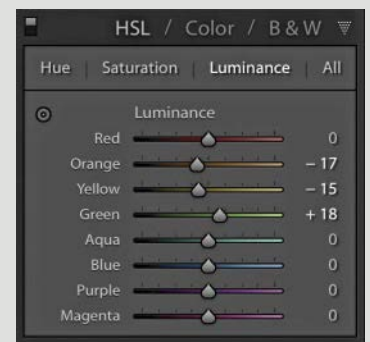 HSL / Color / B & W
Hue | Saturation | Luminance | All
Luminance
Red 0
Orange – 17
Yellow – 15
Green + 18
Aqua 0
Blue 0
Purple 0
Magenta 0